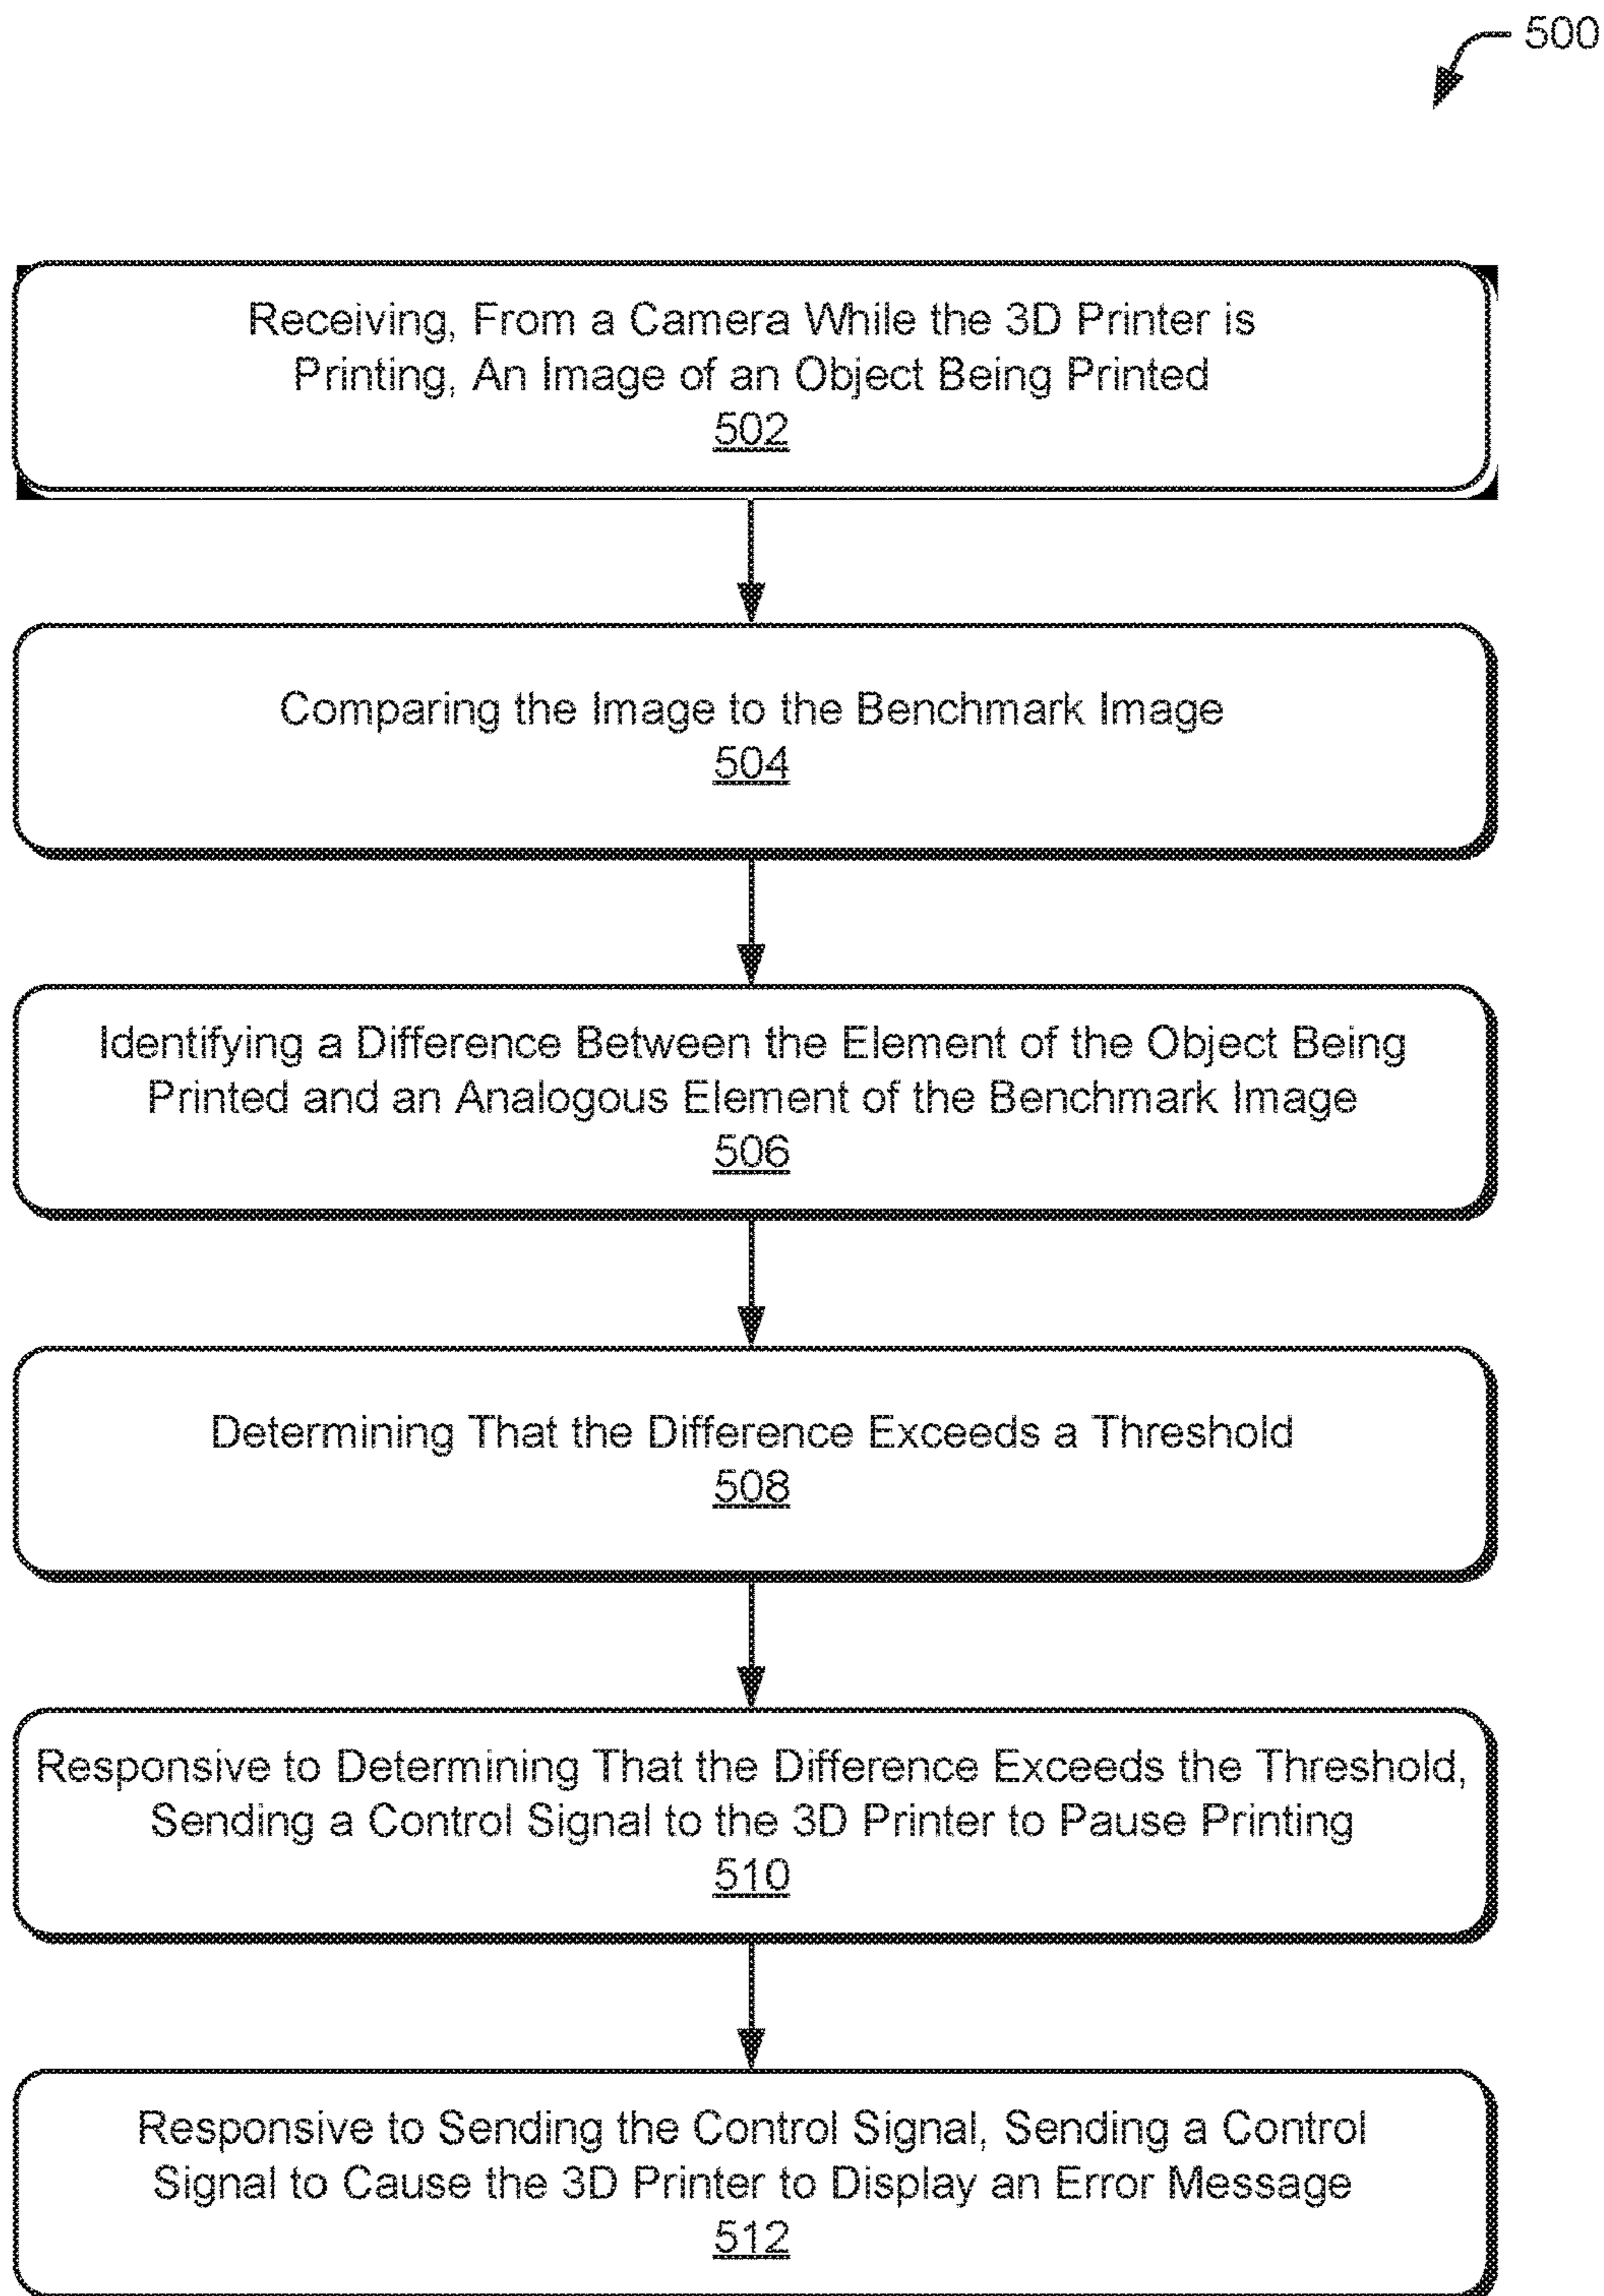 500
Receiving, From a Camera While the 3D Printer is
Printing, An Image of an Object Being Printed
502
Comparing the Image to the Benchmark Image
504
Identifying a Difference Between the Element of the Object Being
Printed and an Analogous Element of the Benchmark Image
506
Determining That the Difference Exceeds a Threshold
508
Responsive to Determining That the Difference Exceeds the Threshold,
Sending a Control Signal to the 3D Printer to Pause Printing
510
Responsive to Sending the Control Signal, Sending a Control
Signal to Cause the 3D Printer to Display an Error Message
512